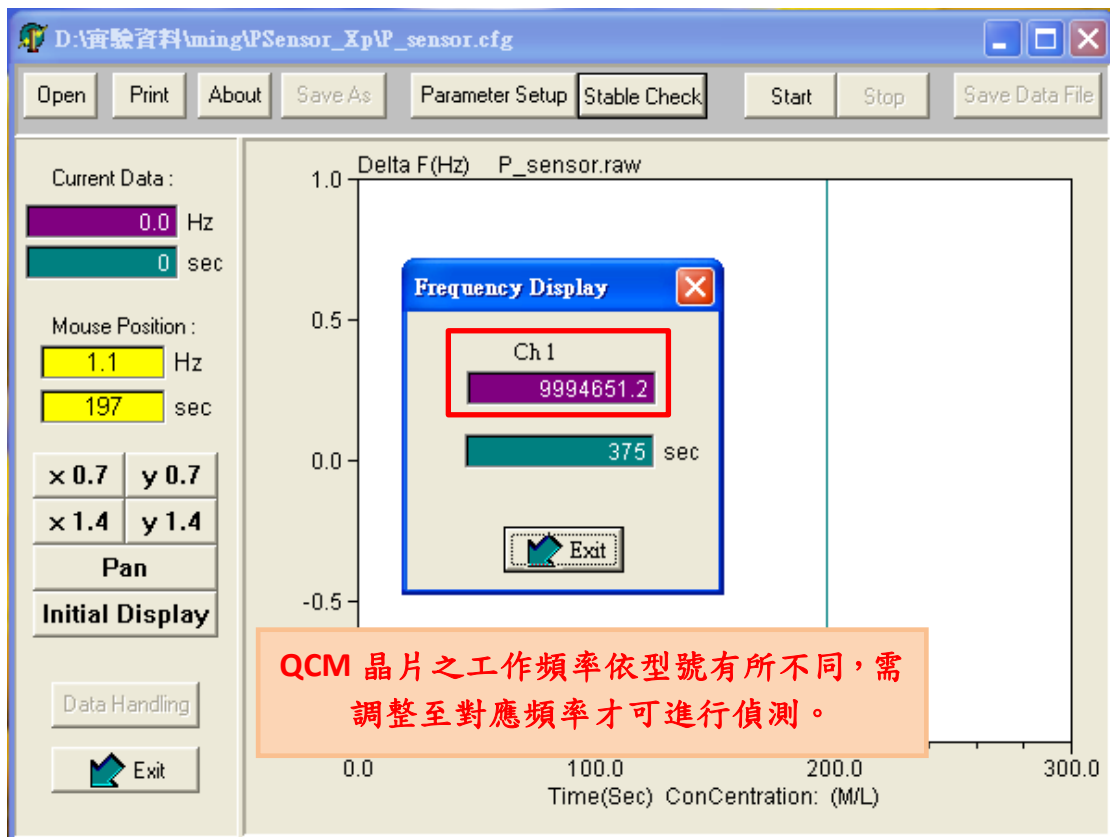 D:\實驗資料\ming\PSensor_Xp\P_sensor.cfg
Open Print About Save As Parameter Setup Stable Check Start Stop Save Data File
Current Data :
0.0 Hz
0 sec
Mouse Position :
1.1 Hz
197 sec
x 0.7 y 0.7
x 1.4 y 1.4
Pan
Initial Display
Data Handling
Exit
Delta F(Hz) P_sensor.raw
1.0
0.5
0.0
-0.5
Frequency Display
Ch 1
9994651.2
375 sec
Exit
QCM 晶片之工作頻率依型號有所不同，需
調整至對應頻率才可進行偵測。
0.0 100.0 200.0 300.0
Time(Sec) ConCentration: (M/L)